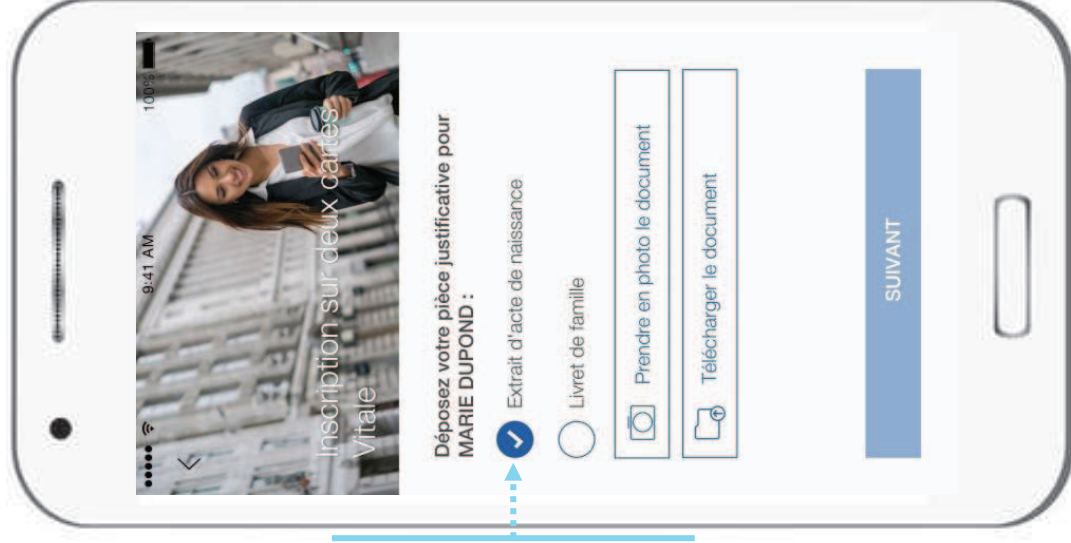 9:41 AM
100%
Inscription sur deux cartes
Vitale
Déposez votre pièce justificative pour
MARIE DUPOND :
Extrait d'acte de naissance
Livret de famille
Prendre en photo le document
Télécharger le document
SUIVANT